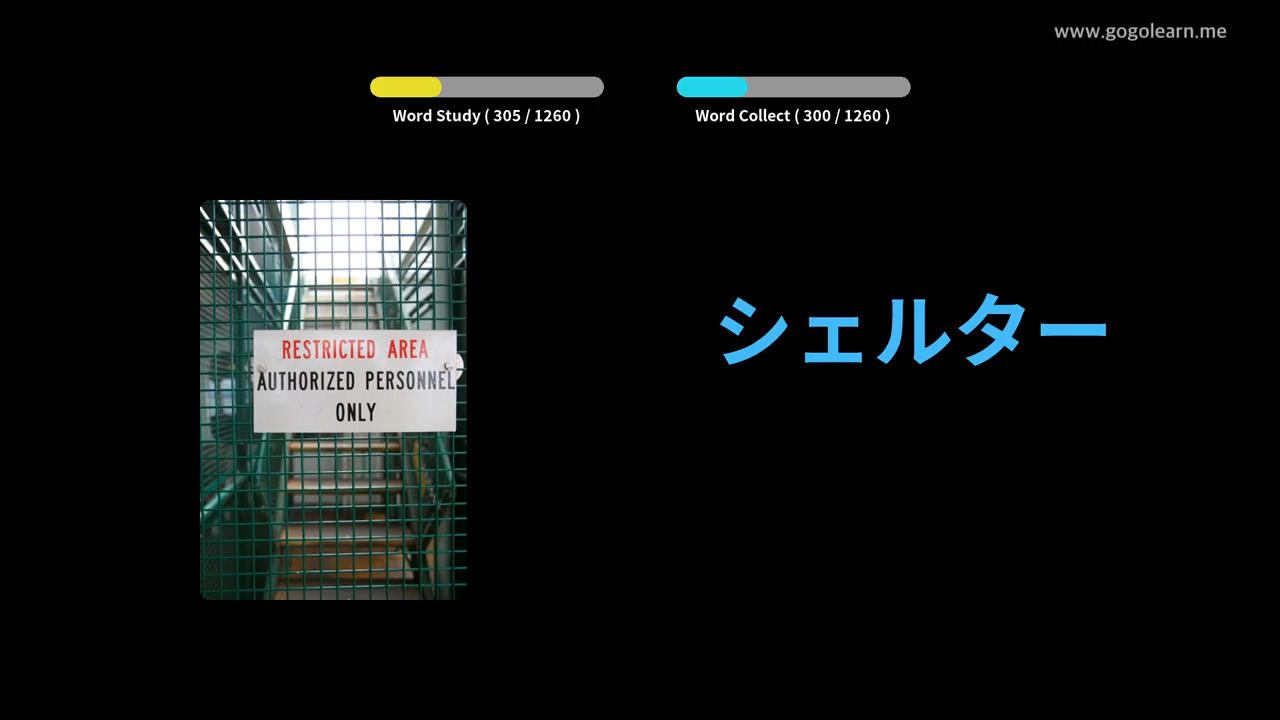 www.gogolearn.me
Word Study ( 305 / 1260 )
Word Collect ( 300 / 1260 )
RESTRICTED AREA
AUTHORIZED PERSONNEL
ONLY
シェルター